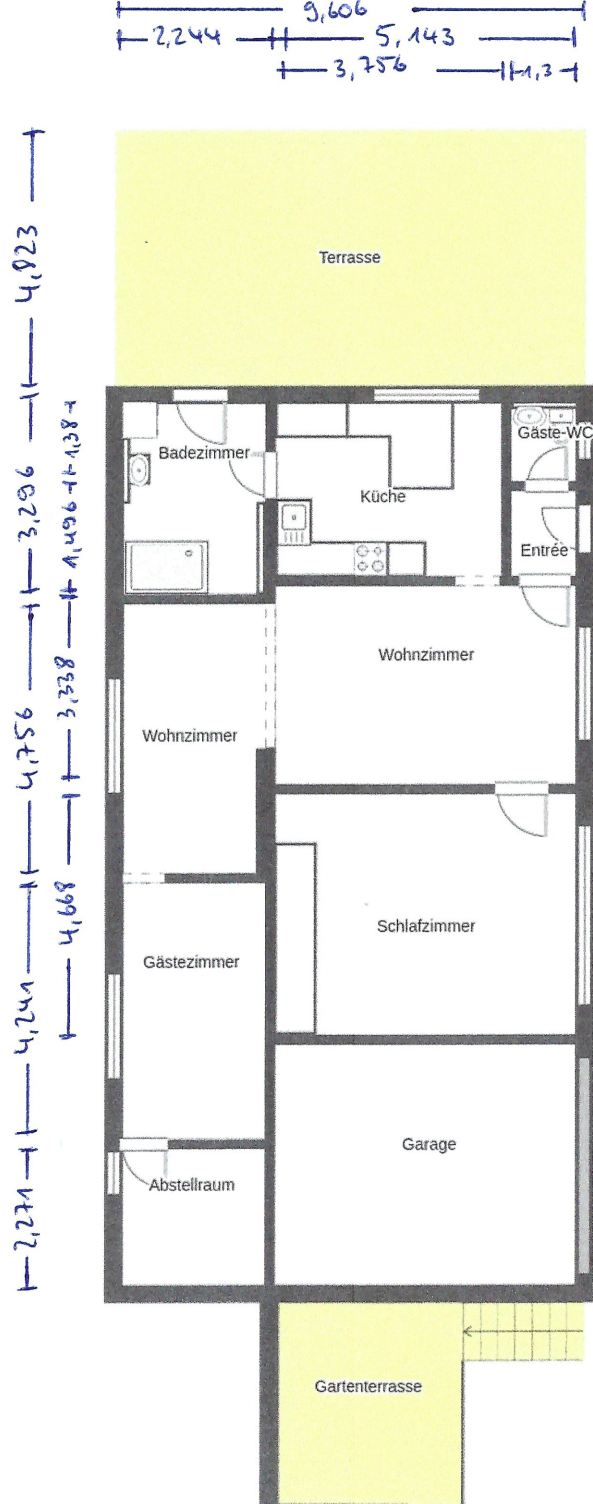 9,606
2,244 5,143
3,756 1,3
4,823
3,296
4,756
4,241
2,271
1,38
1,496
3,338
4,668
Terrasse
Badezimmer
Küche
Gäste-WC
Entrée
Wohnzimmer
Wohnzimmer
Schlafzimmer
Gästezimmer
Garage
Abstellraum
Gartenterrasse